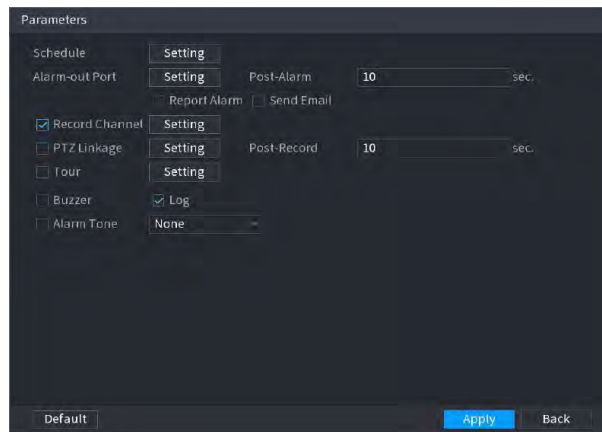 Parameters
Schedule Setting
Alarm-out Port Setting Post-Alarm 10 sec.
Report Alarm Send Email
Record Channel Setting
PTZ Linkage Setting Post-Record 10 sec.
Tour Setting
Buzzer Log
Alarm Tone None
Default Apply Back